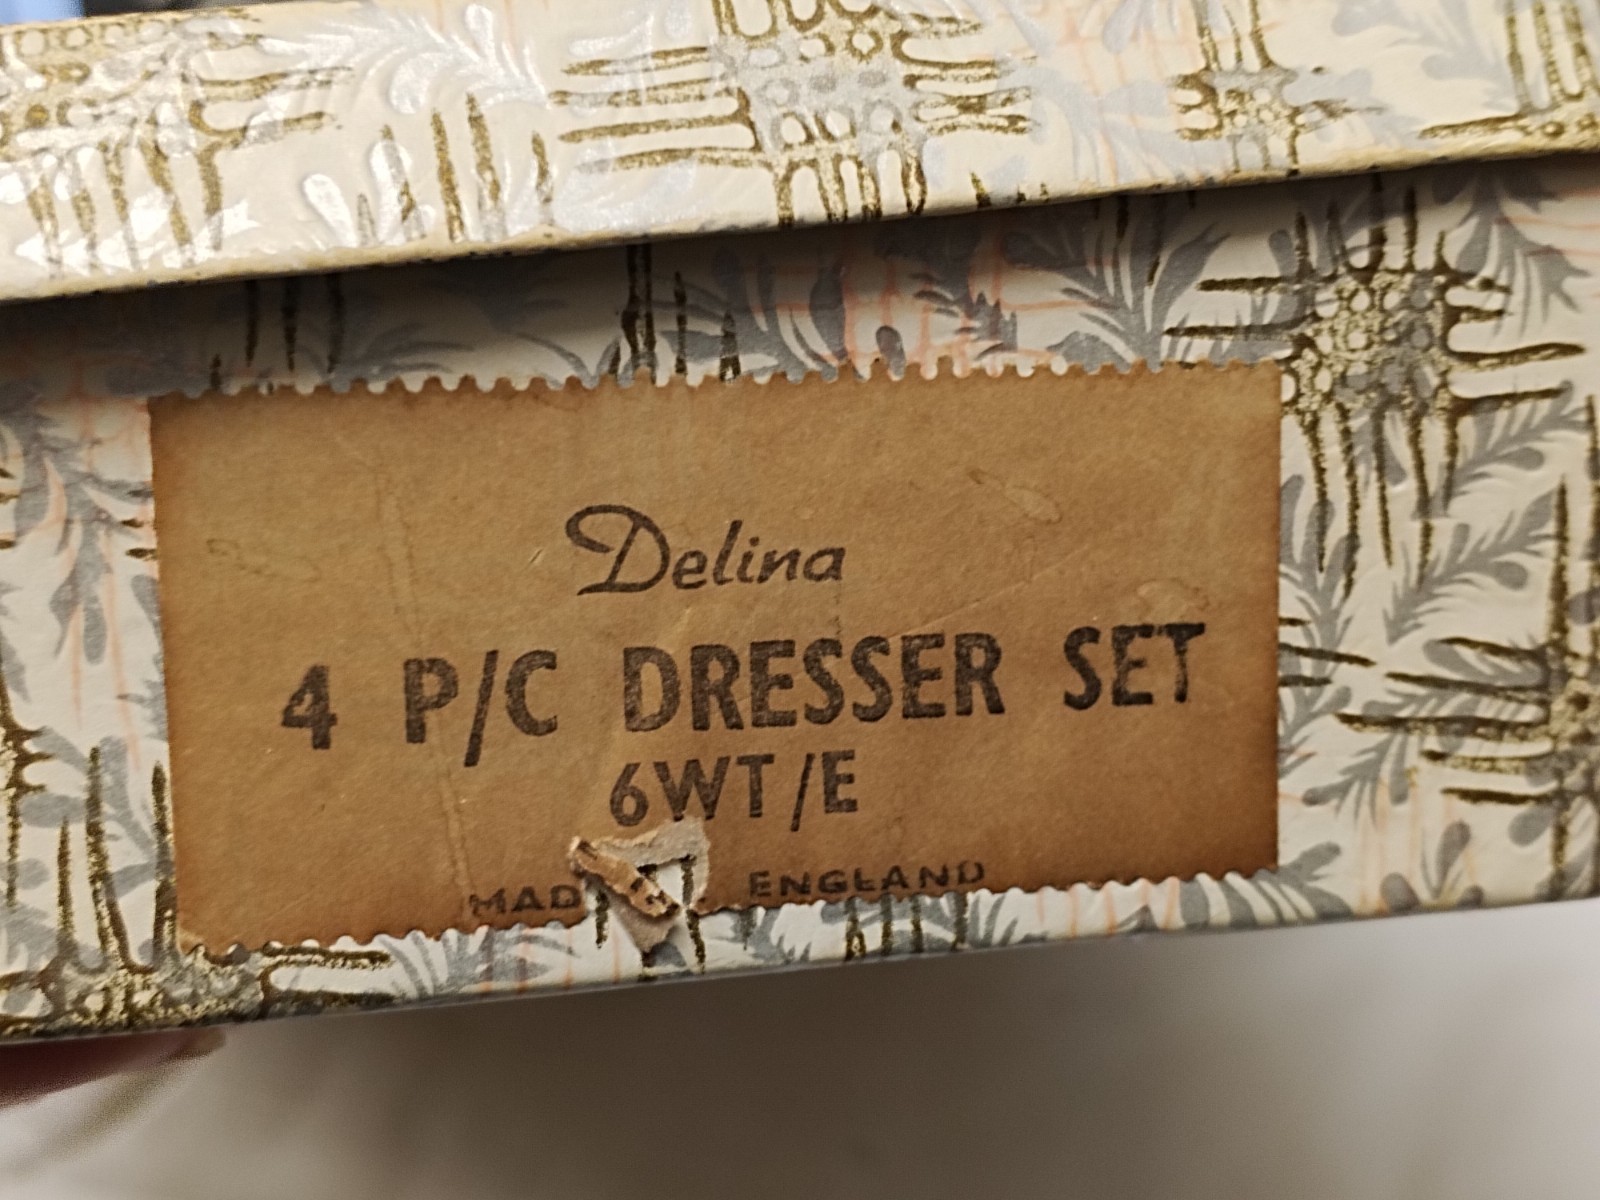 Delina
4 P/C DRESSER SET
6WT/E
MAD ENGLAND